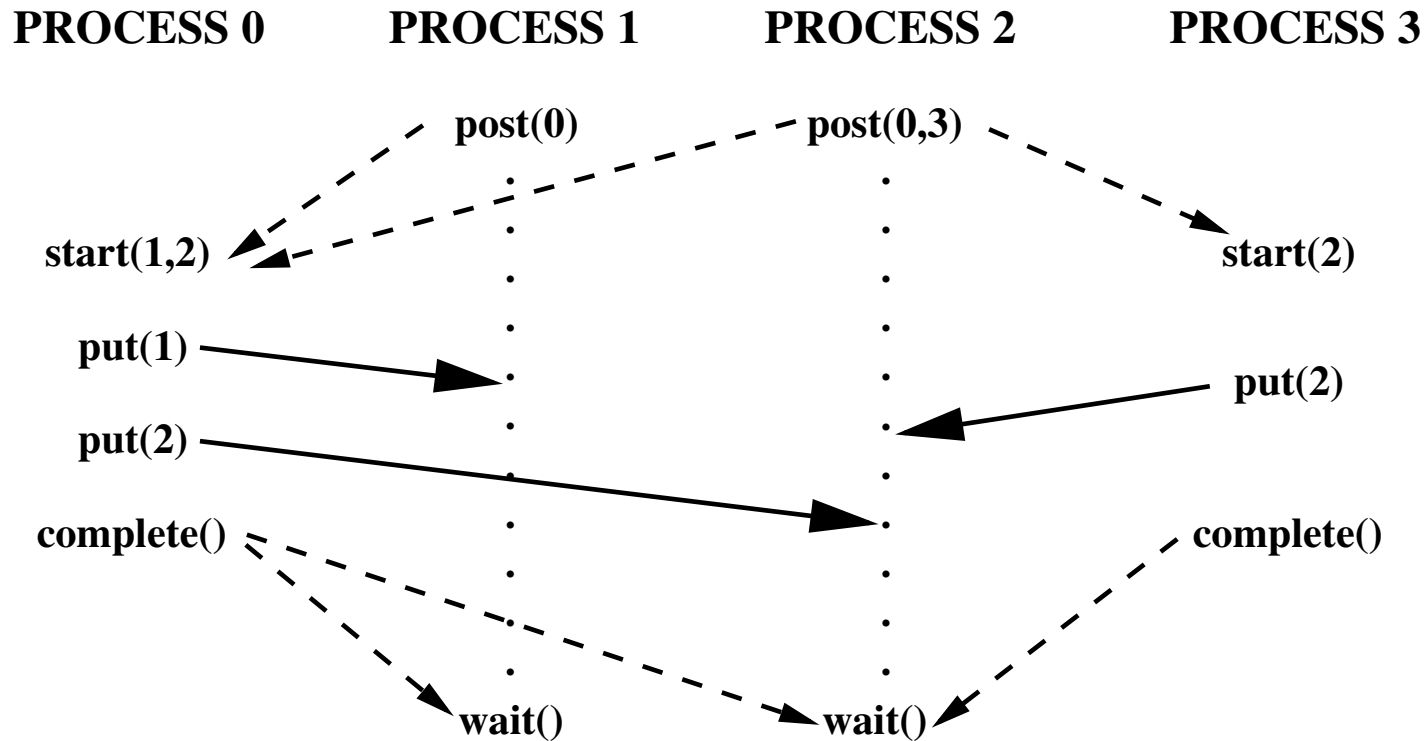 PROCESS 0 PROCESS 1 PROCESS 2 PROCESS 3
post(0) post(0,3)
start(1,2) start(2)
put(1)
put(2)
put(2)
complete() complete()
wait() wait()